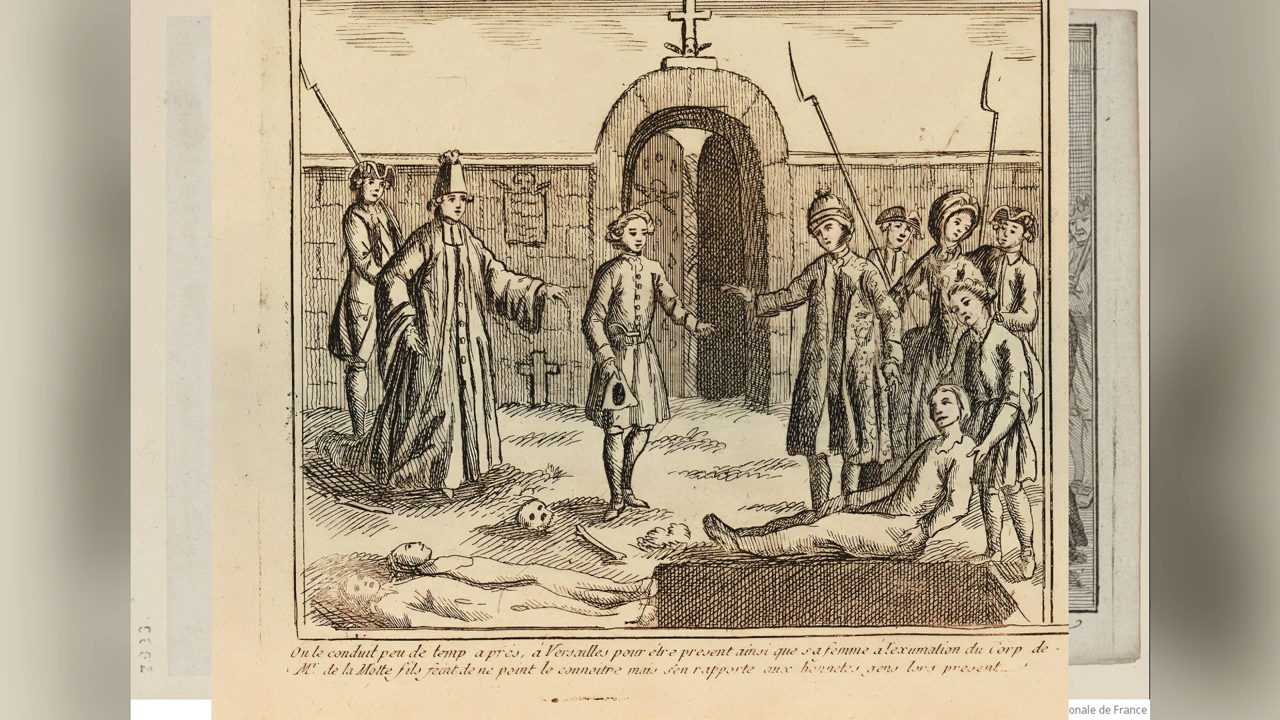 On le conduit peu de temp après, à Versailles pour etre present ainsi que sa femme à l'exumation du Corp de
Mr. de la Motte fils feint de ne point le connoitre mais s'en rapporte aux honnetes gens lors present
onale de France